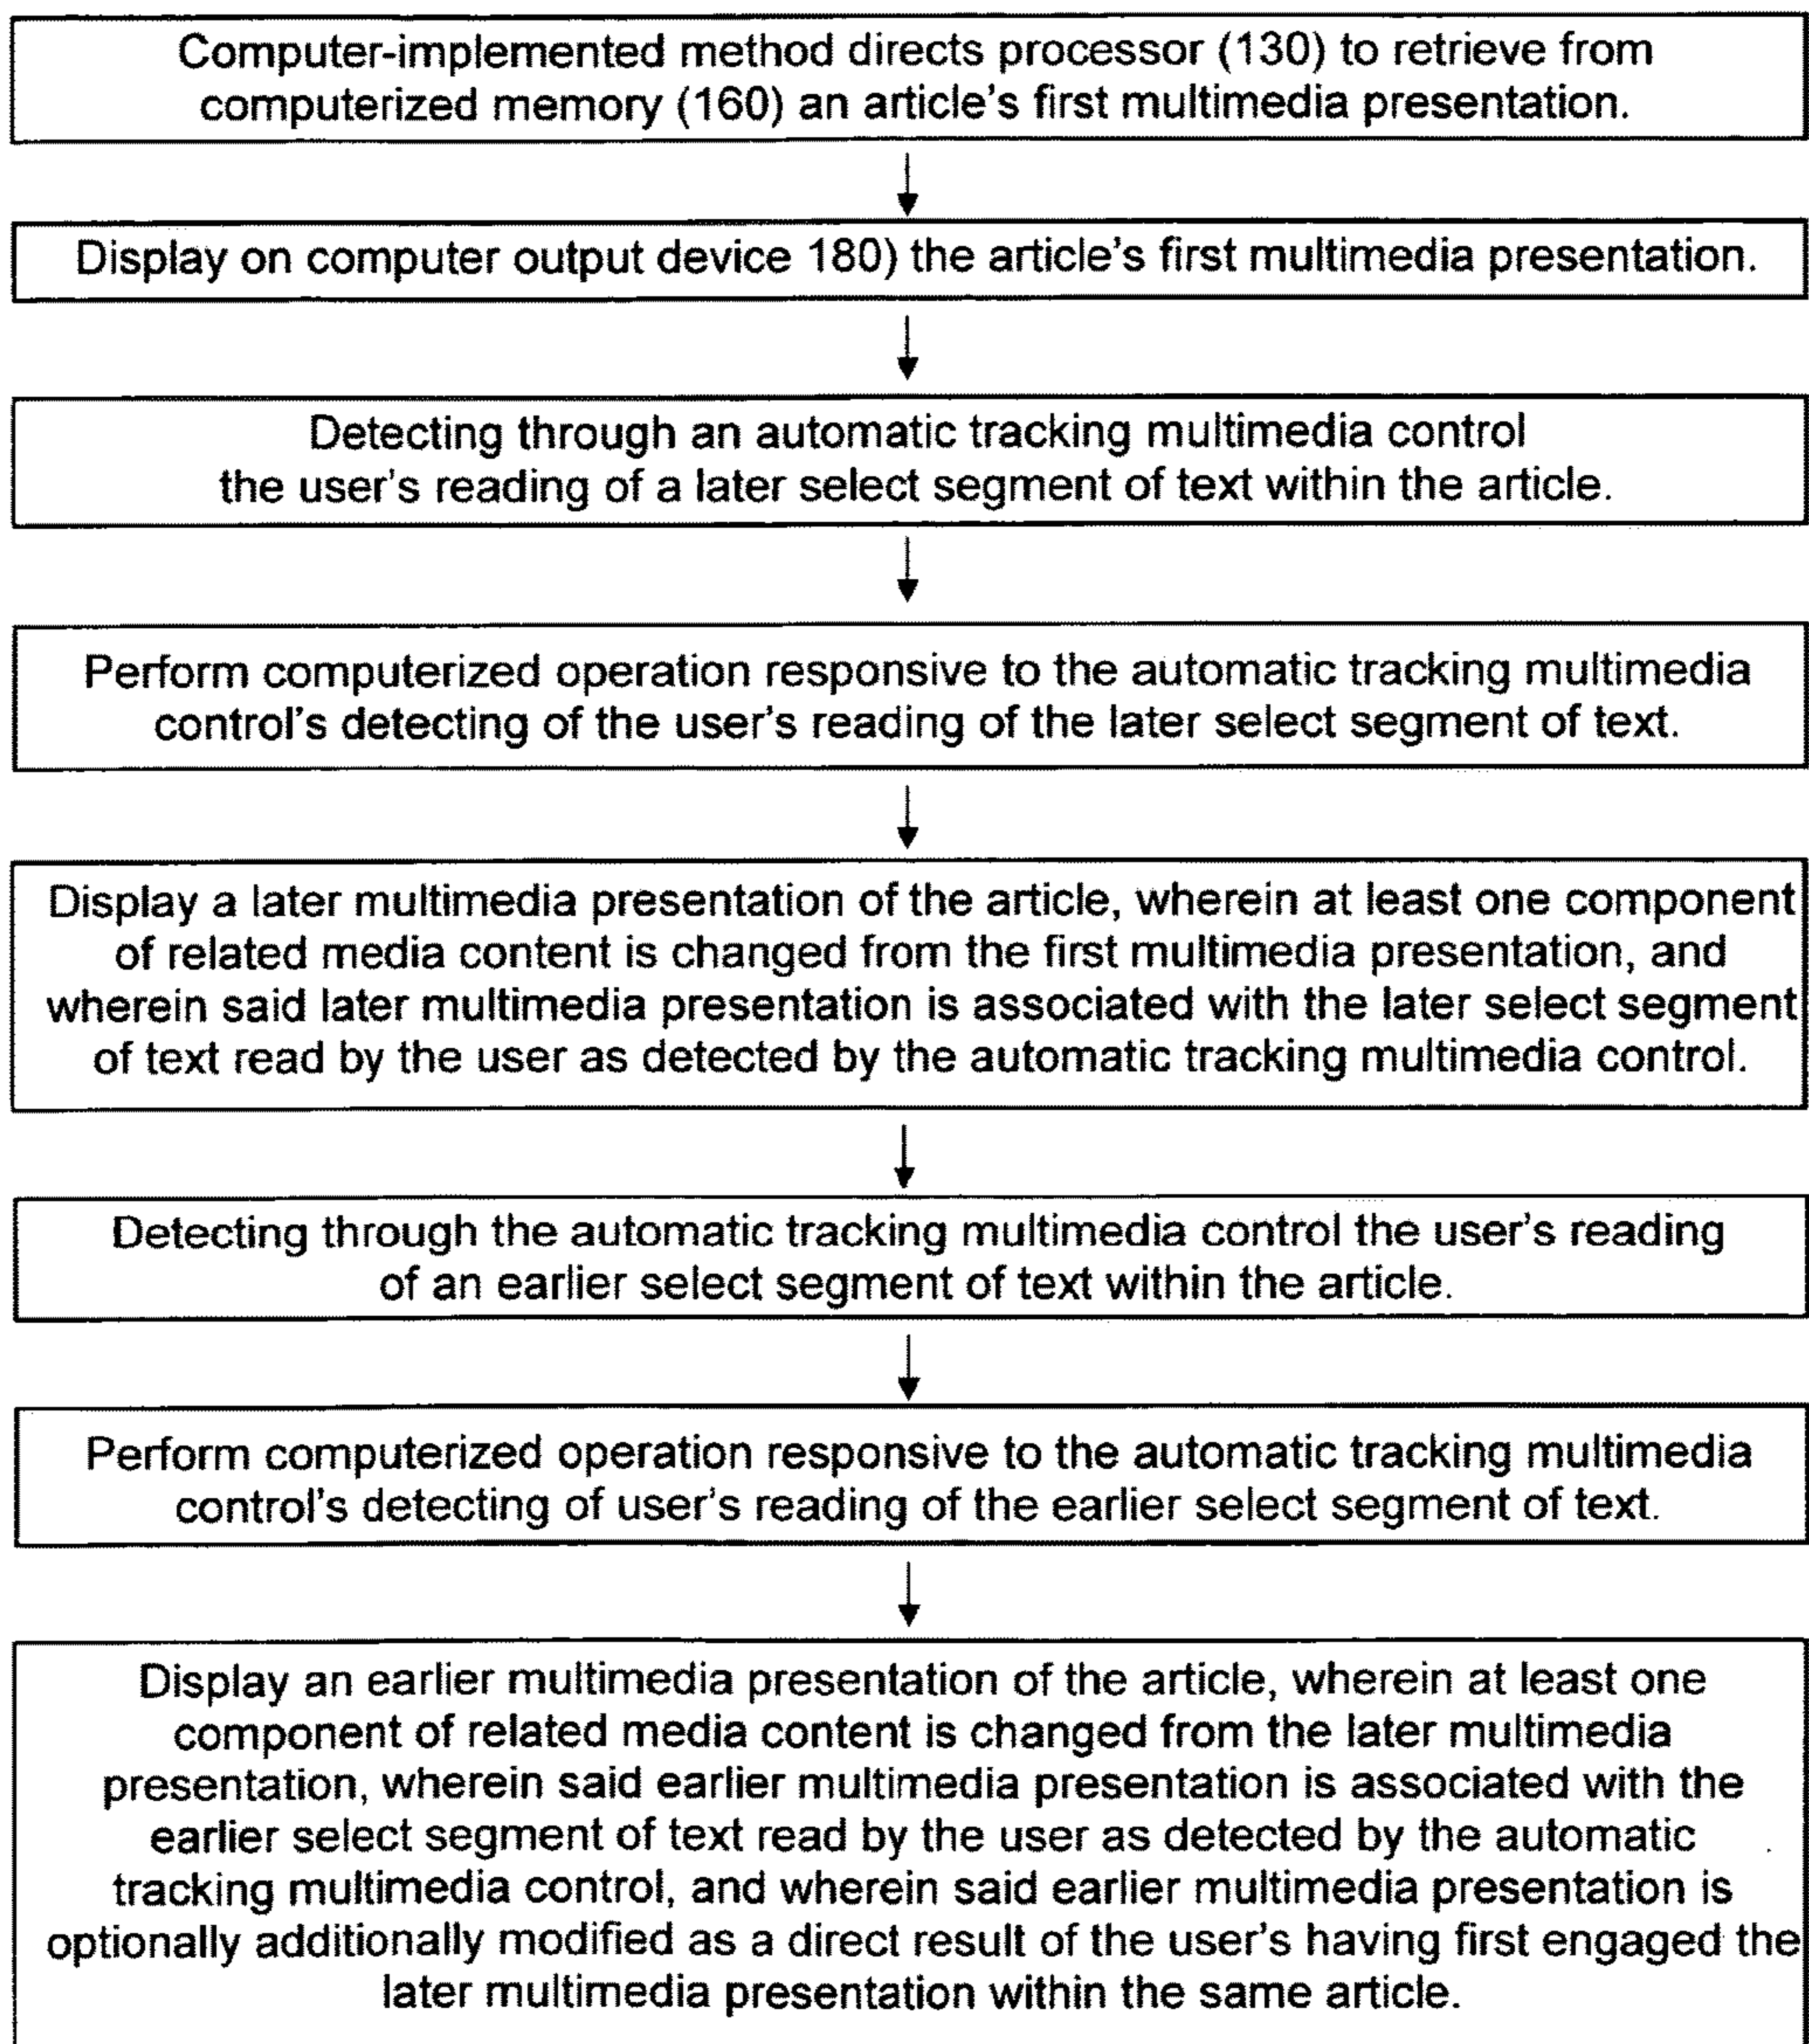 Computer-implemented method directs processor (130) to retrieve from
computerized memory (160) an article's first multimedia presentation.
Display on computer output device 180) the article's first multimedia presentation.
Detecting through an automatic tracking multimedia control
the user's reading of a later select segment of text within the article.
Perform computerized operation responsive to the automatic tracking multimedia
control's detecting of the user's reading of the later select segment of text.
Display a later multimedia presentation of the article, wherein at least one component
of related media content is changed from the first multimedia presentation, and
wherein said later multimedia presentation is associated with the later select segment
of text read by the user as detected by the automatic tracking multimedia control.
Detecting through the automatic tracking multimedia control the user's reading
of an earlier select segment of text within the article.
Perform computerized operation responsive to the automatic tracking multimedia
control's detecting of user's reading of the earlier select segment of text.
Display an earlier multimedia presentation of the article, wherein at least one
component of related media content is changed from the later multimedia
presentation, wherein said earlier multimedia presentation is associated with the
earlier select segment of text read by the user as detected by the automatic
tracking multimedia control, and wherein said earlier multimedia presentation is
optionally additionally modified as a direct result of the user's having first engaged the
later multimedia presentation within the same article.